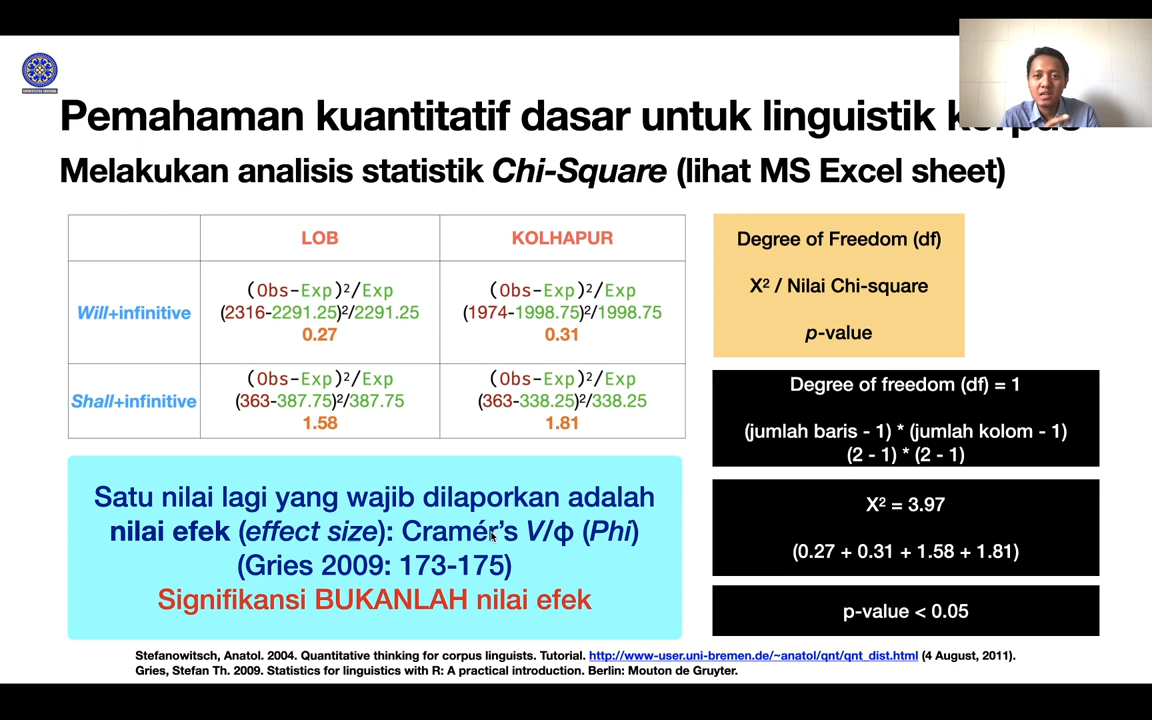 Pemahaman kuantitatif dasar untuk linguistik korpus
Melakukan analisis statistik Chi-Square (lihat MS Excel sheet)
LOB KOLHAPUR
Will+infinitive
(Obs-Exp)²/Exp
(2316-2291.25)²/2291.25
0.27
(Obs-Exp)²/Exp
(1974-1998.75)²/1998.75
0.31
Shall+infinitive
(Obs-Exp)²/Exp
(363-387.75)²/387.75
1.58
(Obs-Exp)²/Exp
(363-338.25)²/338.25
1.81
Degree of Freedom (df)
X² / Nilai Chi-square
p-value
Degree of freedom (df) = 1
(jumlah baris - 1) * (jumlah kolom - 1)
(2 - 1) * (2 - 1)
X² = 3.97
(0.27 + 0.31 + 1.58 + 1.81)
p-value < 0.05
Satu nilai lagi yang wajib dilaporkan adalah
nilai efek (effect size): Cramér's V/φ (Phi)
(Gries 2009: 173-175)
Signifikansi BUKANLAH nilai efek
Stefanowitsch, Anatol. 2004. Quantitative thinking for corpus linguists. Tutorial. http://www-user.uni-bremen.de/~anatol/qnt/qnt_dist.html (4 August, 2011).
Gries, Stefan Th. 2009. Statistics for linguistics with R: A practical introduction. Berlin: Mouton de Gruyter.